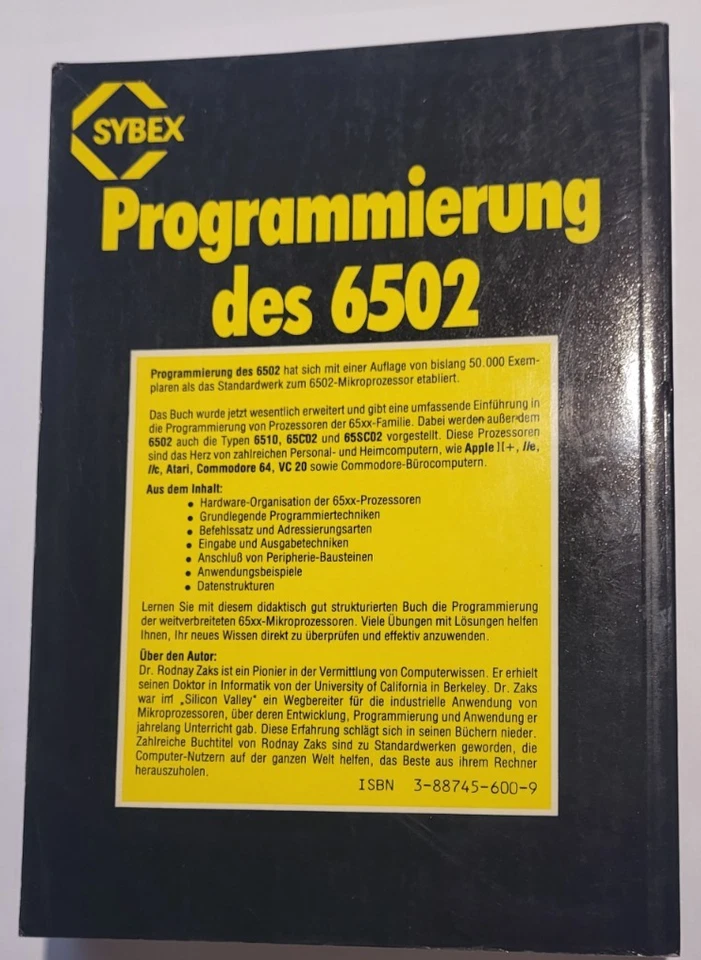 SYBEX
Programmierung
des 6502
Programmierung des 6502 hat sich mit einer Auflage von bislang 50.000 Exem-
plaren als das Standardwerk zum 6502-Mikroprozessor etabliert.
Das Buch wurde jetzt wesentlich erweitert und gibt eine umfassende Einführung in
die Programmierung von Prozessoren der 65xx-Familie. Dabei werden außerdem
6502 auch die Typen 6510, 65C02 und 65SC02 vorgestellt. Diese Prozessoren
sind das Herz von zahlreichen Personal- und Heimcomputern, wie Apple II+, //e,
//c, Atari, Commodore 64, VC 20 sowie Commodore-Bürocomputern.
Aus dem Inhalt:
• Hardware-Organisation der 65xx-Prozessoren
• Grundlegende Programmiertechniken
• Befehlssatz und Adressierungsarten
• Eingabe und Ausgabetechniken
• Anschluß von Peripherie-Bausteinen
• Anwendungsbeispiele
• Datenstrukturen
Lernen Sie mit diesem didaktisch gut strukturierten Buch die Programmierung
der weitverbreiteten 65xx-Mikroprozessoren. Viele Übungen mit Lösungen helfen
Ihnen, Ihr neues Wissen direkt zu überprüfen und effektiv anzuwenden.
Über den Autor:
Dr. Rodnay Zaks ist ein Pionier in der Vermittlung von Computerwissen. Er erhielt
seinen Doktor in Informatik von der University of California in Berkeley. Dr. Zaks
war im „Silicon Valley" ein Wegbereiter für die industrielle Anwendung von
Mikroprozessoren, über deren Entwicklung, Programmierung und Anwendung er
jahrelang Unterricht gab. Diese Erfahrung schlägt sich in seinen Büchern nieder.
Zahlreiche Buchtitel von Rodnay Zaks sind zu Standardwerken geworden, die
Computer-Nutzern auf der ganzen Welt helfen, das Beste aus ihrem Rechner
herauszuholen.
ISBN 3-88745-600-9